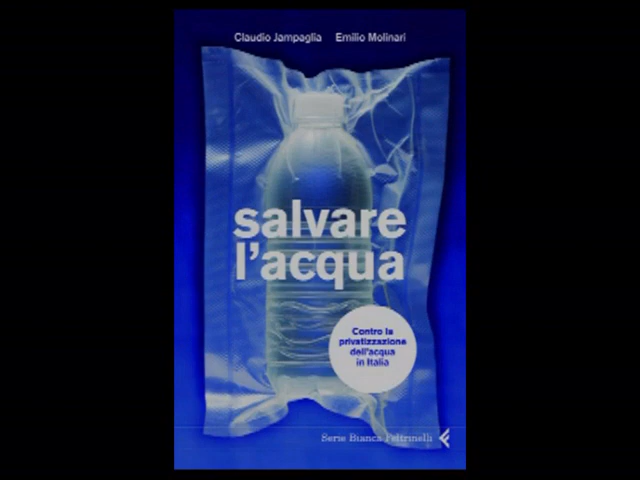 Claudio Jampaglia Emilio Molinari
salvare
l'acqua
Contro la
privatizzazione
dell'acqua
in Italia
Serie Bianca Feltrinelli